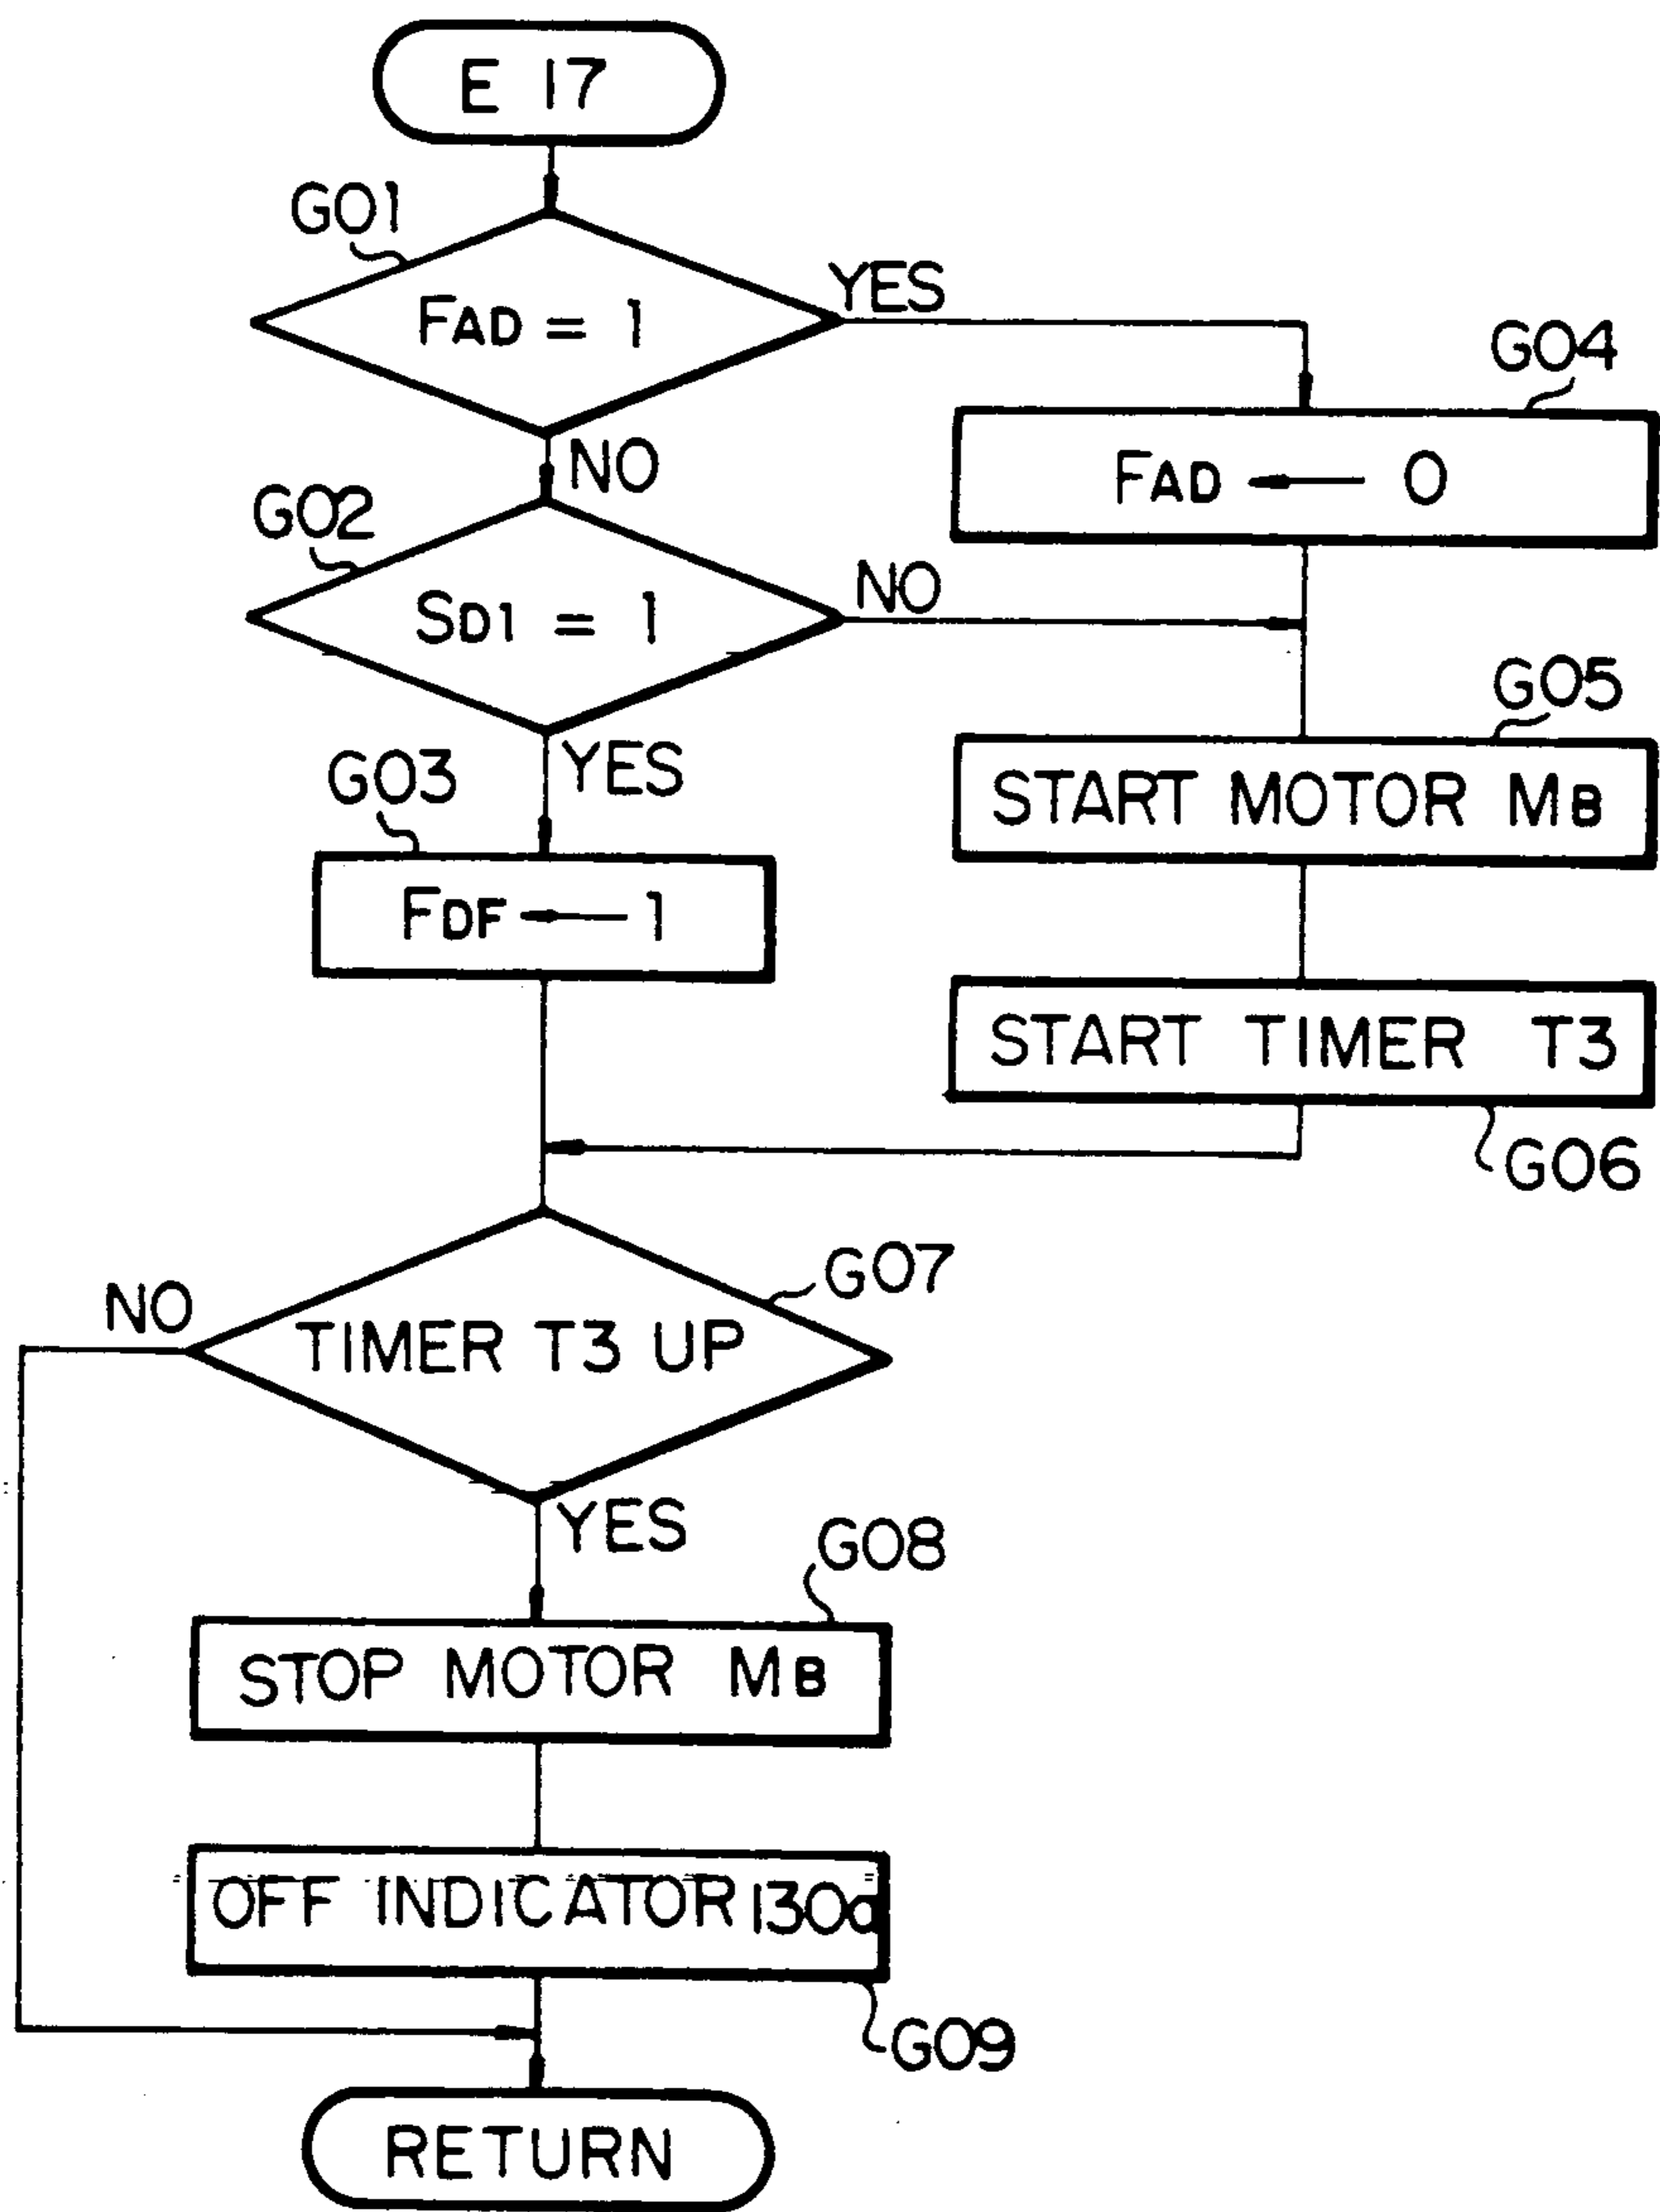 E 17
G01
FAD = 1
YES
G04
FAD ← 0
NO
G02
SD1 = 1
NO
G05
START MOTOR MB
YES
G03
FDF ← 1
START TIMER T3
G06
G07
NO
TIMER T3 UP
YES
G08
STOP MOTOR MB
OFF INDICATOR 130a
G09
RETURN